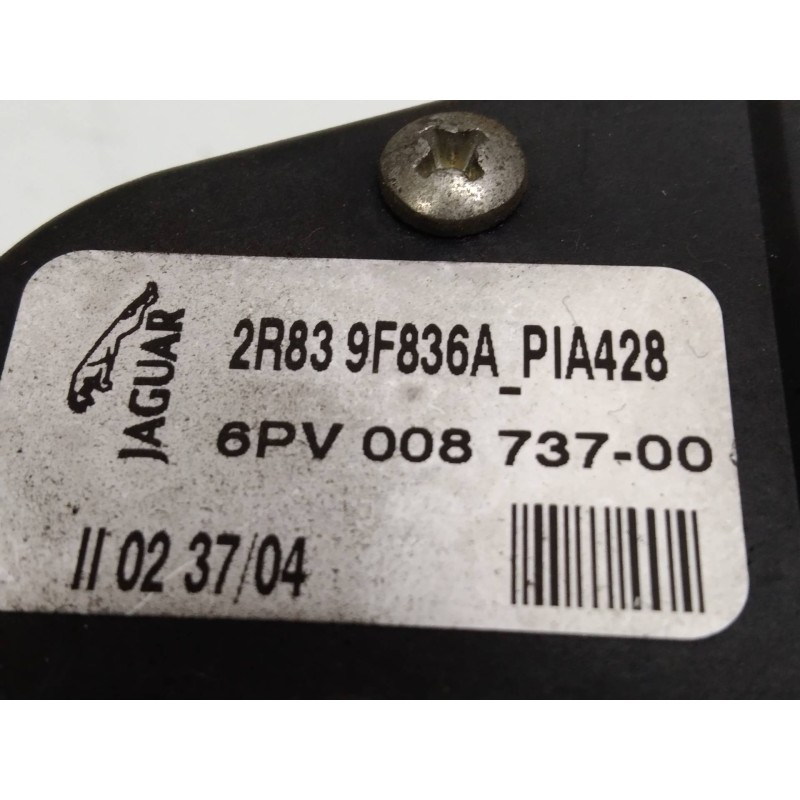 JAGUAR
2R83 9F836A_PIA428
6PV 008 737-00
II 02 37/04